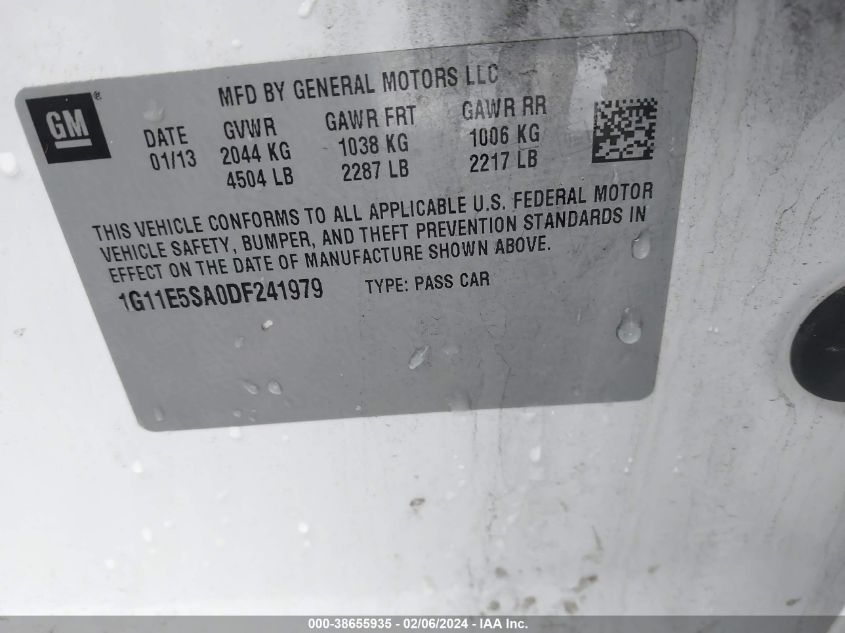 MFD BY GENERAL MOTORS LLC
GM ®
DATE GVWR GAWR FRT GAWR RR
01/13 2044 KG 1038 KG 1006 KG
4504 LB 2287 LB 2217 LB
THIS VEHICLE CONFORMS TO ALL APPLICABLE U.S. FEDERAL MOTOR
VEHICLE SAFETY, BUMPER, AND THEFT PREVENTION STANDARDS IN
EFFECT ON THE DATE OF MANUFACTURE SHOWN ABOVE.
1G11E5SA0DF241979 TYPE: PASS CAR
000-38655935 - 02/06/2024 - IAA Inc.